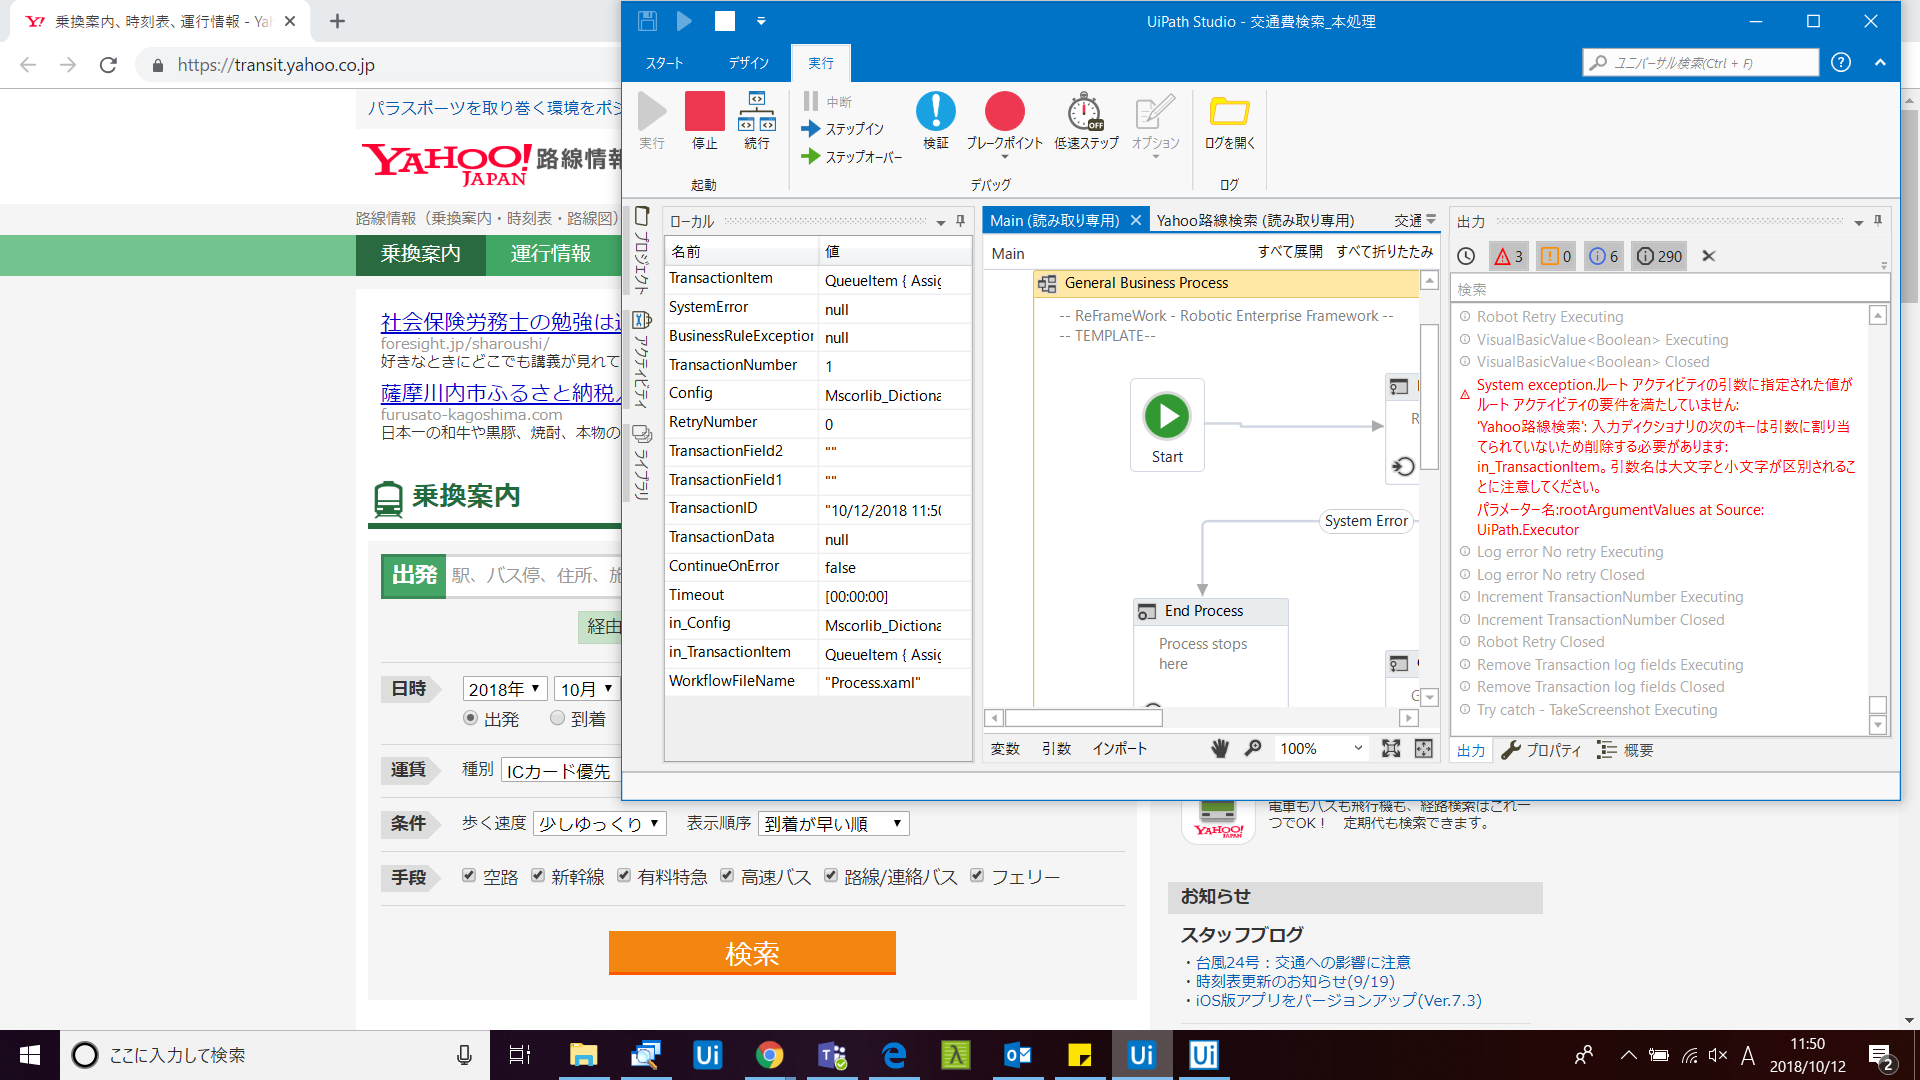 乗換案内、時刻表、運行情報 - Ya
https://transit.yahoo.co.jp
パラスポーツを取り巻く環境をポジ
YAHOO! JAPAN 路線情報
路線情報（乗換案内・時刻表・路線図）
乗換案内 運行情報
社会保険労務士の勉強は
foresight.jp/sharoushi/
好きなときにどこでも講義が見れて
薩摩川内市ふるさと納税
furusato-kagoshima.com
日本一の和牛や黒豚、焼酎、本物の
乗換案内
出発 駅、バス停、住所、施
経由
日時 2018年 10月
出発 到着
運賃 種別 ICカード優先
条件 歩く速度 少しゆっくり 表示順序 到着が早い順
手段 空路 新幹線 有料特急 高速バス 路線/連絡バス フェリー
検索
UiPath Studio - 交通費検索_本処理
スタート デザイン 実行
ユニバーサル検索(Ctrl + F)
実行 停止 続行
中断
ステップイン
ステップオーバー
検証 ブレークポイント 低速ステップ OFF オプション ログを開く
起動 デバッグ ログ
プロジェクト
アクティビティ
ライブラリ
ローカル
名前 値
TransactionItem QueueItem { Assig
SystemError null
BusinessRuleException null
TransactionNumber 1
Config Mscorlib_Dictiona
RetryNumber 0
TransactionField2 ""
TransactionField1 ""
TransactionID "10/12/2018 11:50
TransactionData null
ContinueOnError false
Timeout [00:00:00]
in_Config Mscorlib_Dictiona
in_TransactionItem QueueItem { Assig
WorkflowFileName "Process.xaml"
Main (読み取り専用) Yahoo路線検索 (読み取り専用) 交通
Main すべて展開 すべて折りたたみ
General Business Process
-- ReFrameWork - Robotic Enterprise Framework --
-- TEMPLATE--
Start
R
System Error
End Process
Process stops
here
G
変数 引数 インポート 100%
出力
3 0 6 290
検索
Robot Retry Executing
VisualBasicValue<Boolean> Executing
VisualBasicValue<Boolean> Closed
System exception.ルート アクティビティの引数に指定された値が
ルート アクティビティの要件を満たしていません:
'Yahoo路線検索': 入力ディクショナリの次のキーは引数に割り当
てられていないため削除する必要があります:
in_TransactionItem。引数名は大文字と小文字が区別されるこ
とに注意してください。
パラメーター名:rootArgumentValues at Source:
UiPath.Executor
Log error No retry Executing
Log error No retry Closed
Increment TransactionNumber Executing
Increment TransactionNumber Closed
Robot Retry Closed
Remove Transaction log fields Executing
Remove Transaction log fields Closed
Try catch - TakeScreenshot Executing
出力 プロパティ 概要
YAHOO! JAPAN
電車もバスも飛行機も、経路検索はこれ一
つでOK！ 定期代も検索できます。
お知らせ
スタッフブログ
・台風24号：交通への影響に注意
・時刻表更新のお知らせ(9/19)
・iOS版アプリをバージョンアップ(Ver.7.3)
ここに入力して検索
Ui Ui Ui
A
11:50
2018/10/12
2